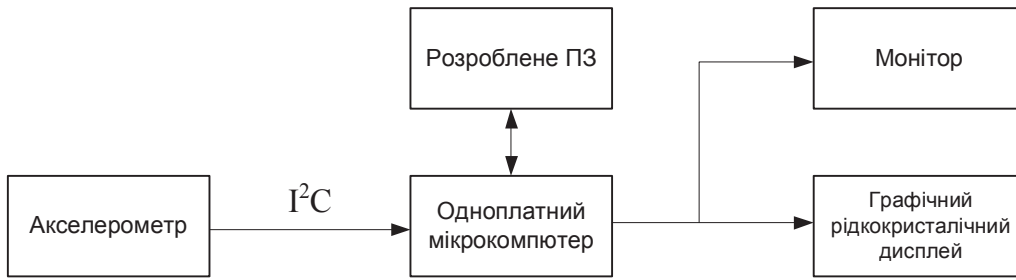 Розроблене ПЗ
Монітор
Акселерометр
I²C
Одноплатний
мікрокомпютер
Графічний
рідкокристалічний
дисплей